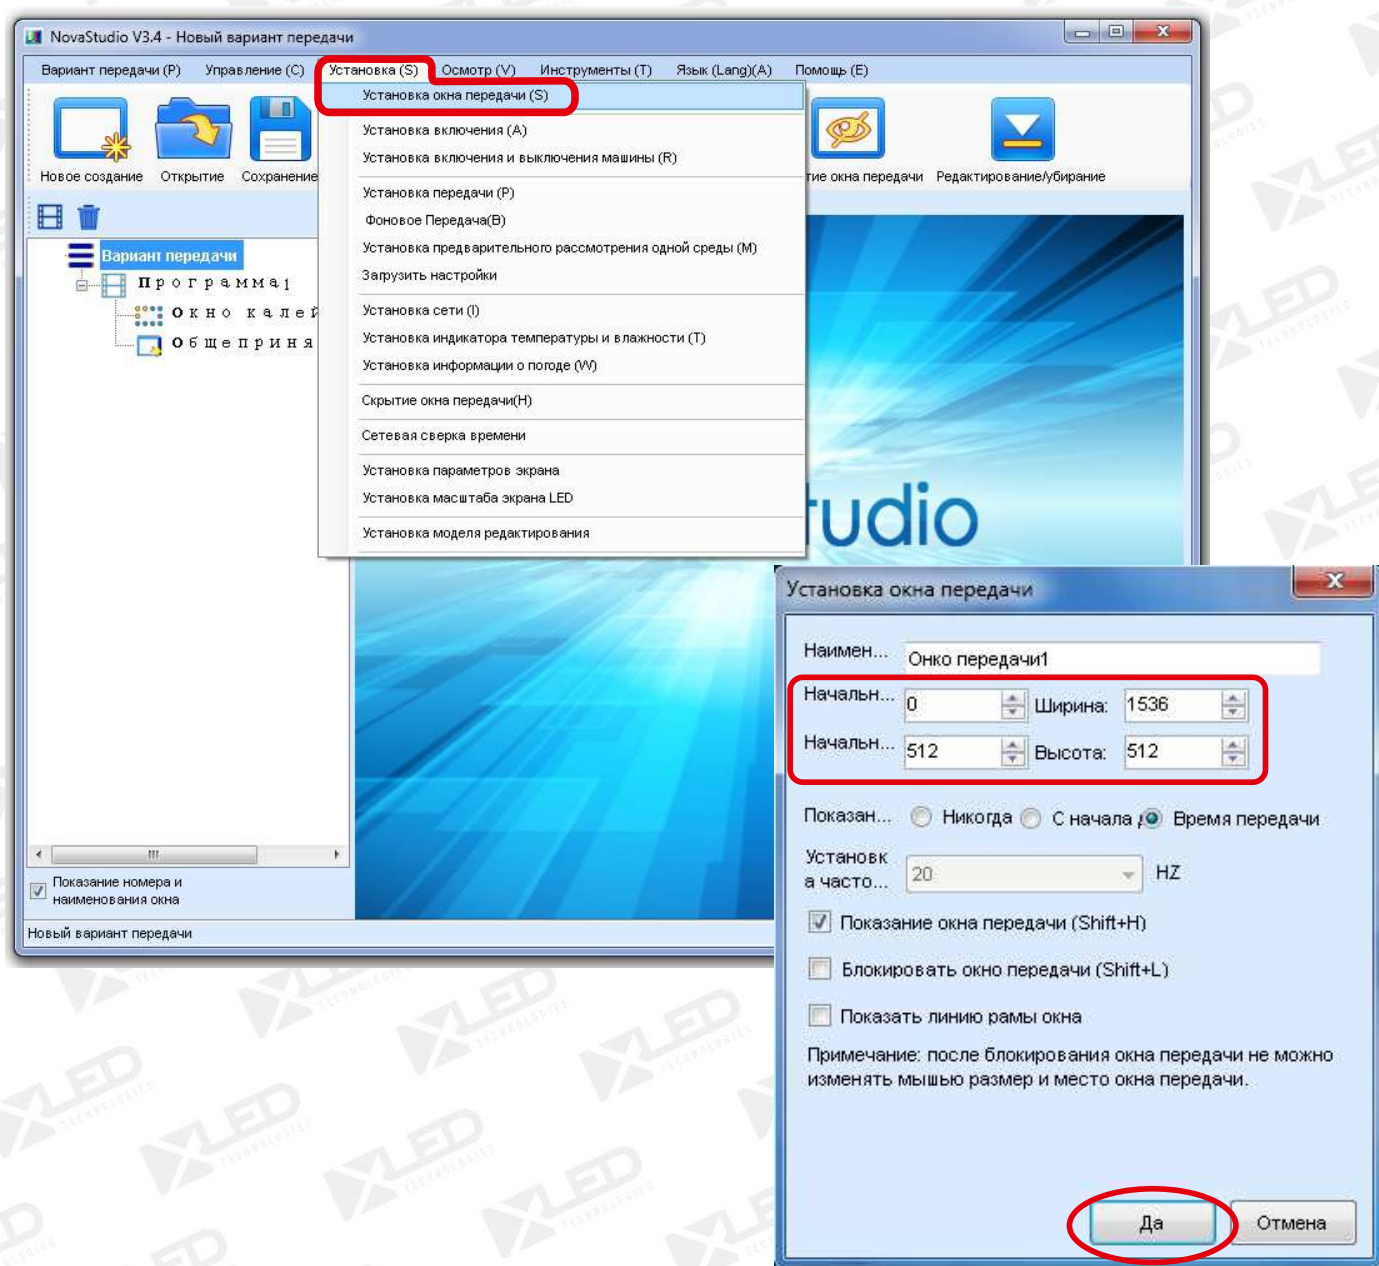 NovaStudio V3.4 - Новый вариант передачи
Вариант передачи (P) Управление (C) Установка (S) Осмотр (V) Инструменты (T) Язык (Lang)(A) Помощь (E)
Установка окна передачи (S)
Установка включения (A)
Установка включения и выключения машины (R)
Установка передачи (P)
Фоновое Передача(B)
Установка предварительного рассмотрения одной среды (M)
Загрузить настройки
Установка сети (I)
Установка индикатора температуры и влажности (T)
Установка информации о погоде (W)
Скрытие окна передачи(H)
Сетевая сверка времени
Установка параметров экрана
Установка масштаба экрана LED
Установка моделя редактирования
Новое создание Открытие Сохранение тие окна передачи Редактирование/убирание
Вариант передачи
Программа1
Окно калей
Общеприня
udio
Показание номера и
наименования окна
Новый вариант передачи
Установка окна передачи
Наимен... Онко передачи1
Начальн... 0 Ширина: 1536
Начальн... 512 Высота: 512
Показан... Никогда С начала Время передачи
Установк
а часто... 20 HZ
Показание окна передачи (Shift+H)
Блокировать окно передачи (Shift+L)
Показать линию рамы окна
Примечание: после блокирования окна передачи не можно
изменять мышью размер и место окна передачи.
Да Отмена
XLED
TECHNOLOGIES